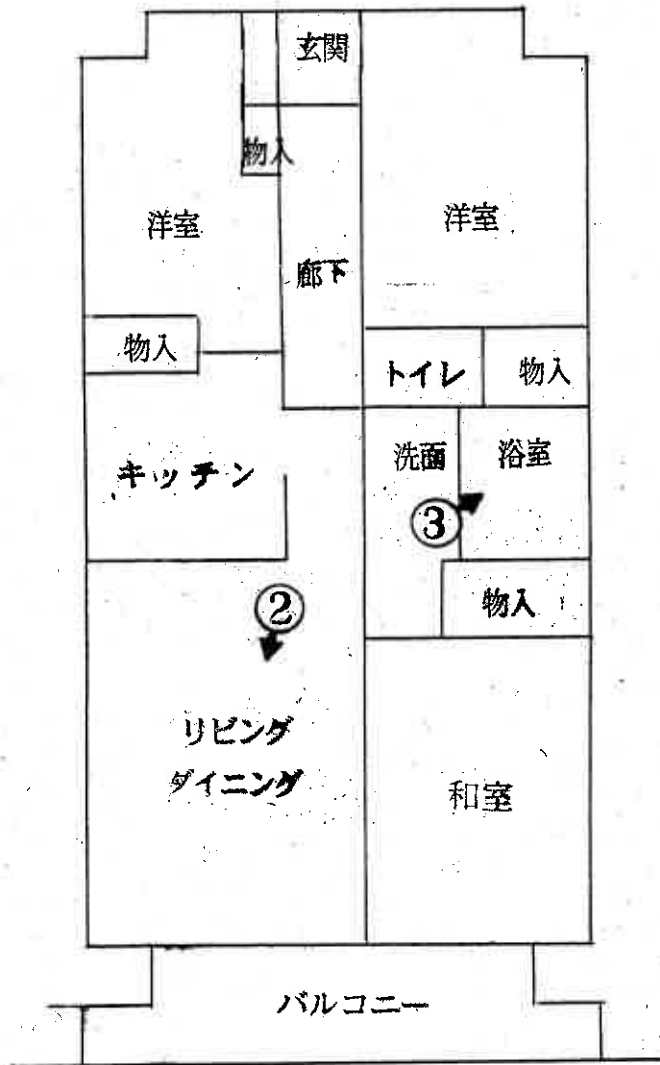 玄関
物入
洋室
洋室
廊下
物入
トイレ
物入
キッチン
洗面
浴室
③
②
物入
リビング
ダイニング
和室
バルコニー